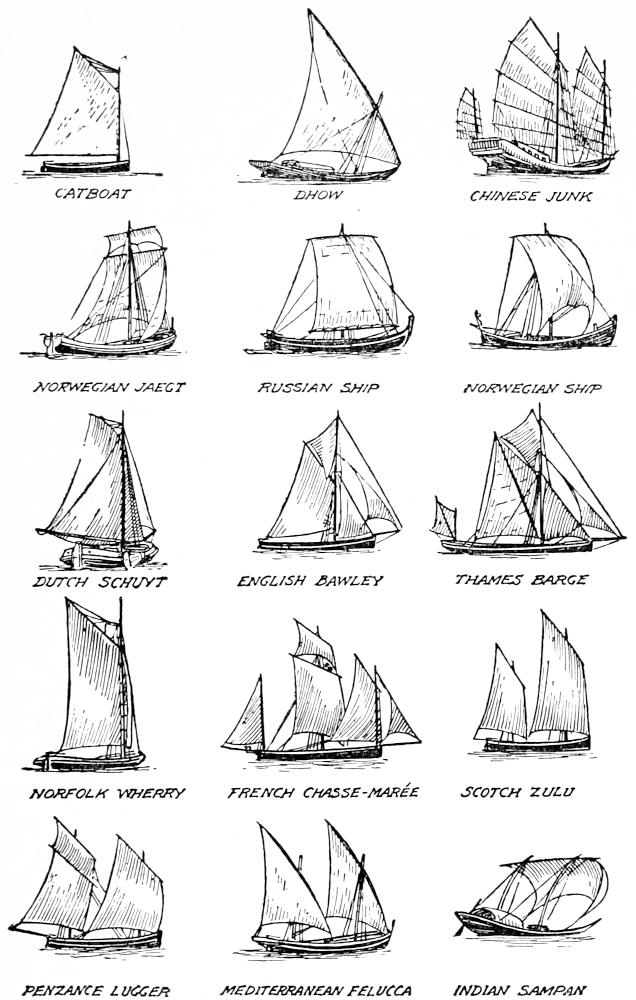 CATBOAT
DHOW
CHINESE JUNK
NORWEGIAN JAEGT
RUSSIAN SHIP
NORWEGIAN SHIP
DUTCH SCHUYT
ENGLISH BAWLEY
THAMES BARGE
NORFOLK WHERRY
FRENCH CHASSE-MARÉE
SCOTCH ZULU
PENZANCE LUGGER
MEDITERRANEAN FELUCCA
INDIAN SAMPAN